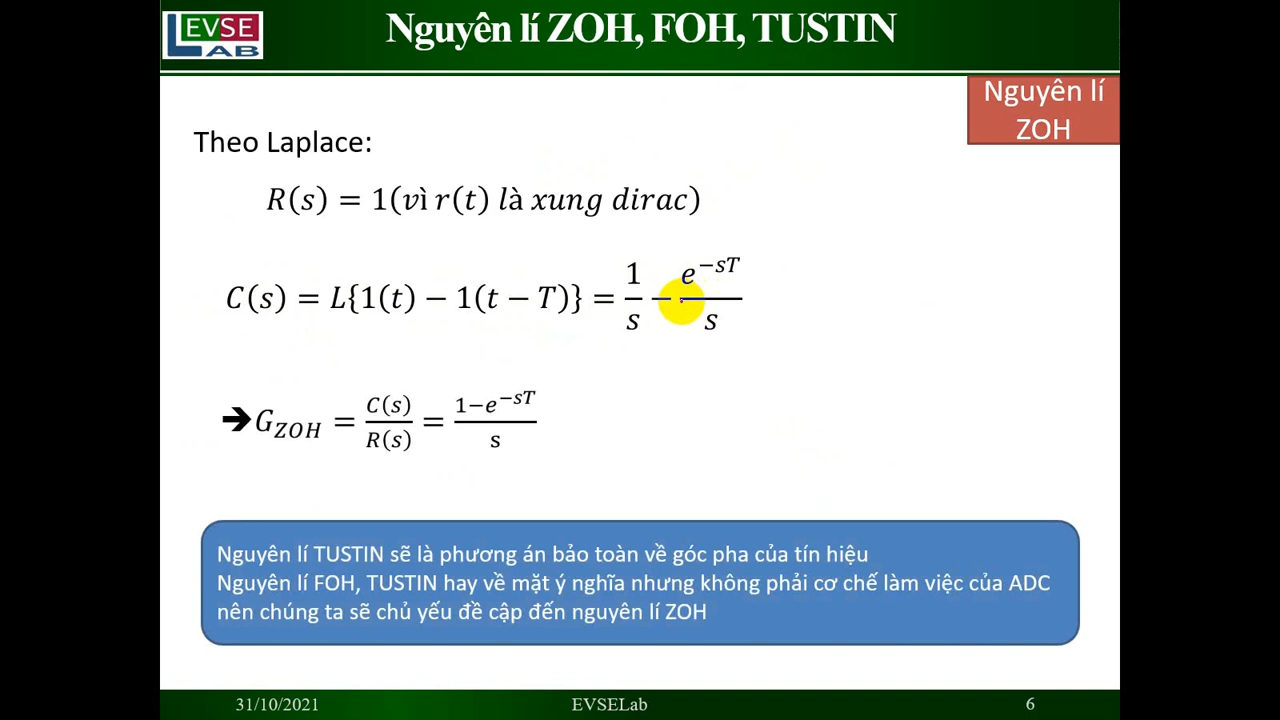 EVSE
LAB
Nguyên lí ZOH, FOH, TUSTIN
Nguyên lí
ZOH
Theo Laplace:
R(s) = 1(vì r(t) là xung dirac)
C(s) = L{1(t) − 1(t − T)} = 1/s − e^{−sT}/s
➔G_{ZOH} = C(s)/R(s) = (1−e^{−sT})/s
Nguyên lí TUSTIN sẽ là phương án bảo toàn về góc pha của tín hiệu
Nguyên lí FOH, TUSTIN hay về mặt ý nghĩa nhưng không phải cơ chế làm việc của ADC
nên chúng ta sẽ chủ yếu đề cập đến nguyên lí ZOH
31/10/2021 EVSELab 6